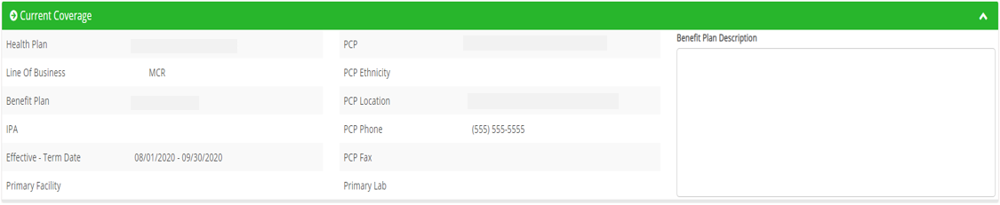 Current Coverage
Health Plan
Line Of Business MCR
Benefit Plan
IPA
Effective - Term Date 08/01/2020 - 09/30/2020
Primary Facility
PCP
PCP Ethnicity
PCP Location
PCP Phone (555) 555-5555
PCP Fax
Primary Lab
Benefit Plan Description